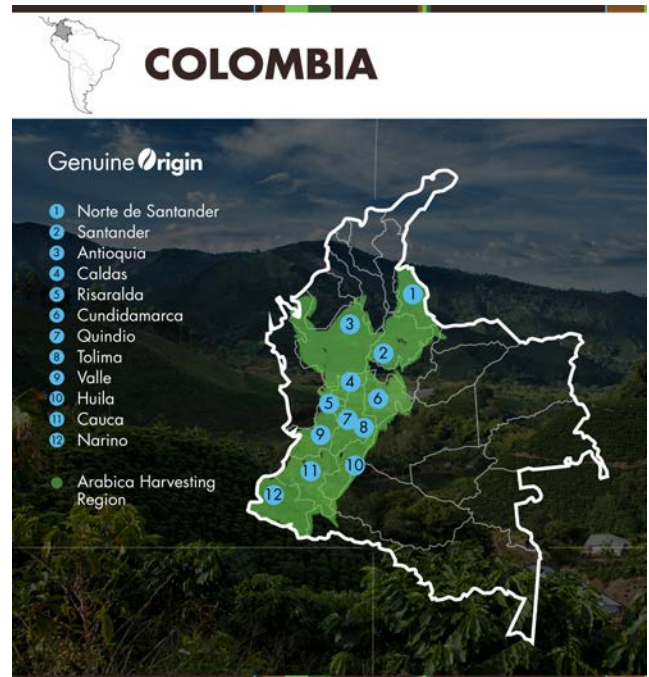 COLOMBIA
Genuine Origin
1 Norte de Santander
2 Santander
3 Antioquia
4 Caldas
5 Risaralda
6 Cundidamarca
7 Quindio
8 Tolima
9 Valle
10 Huila
11 Cauca
12 Narino
Arabica Harvesting
Region
1
3
2
4
5
6
7
8
9
10
11
12